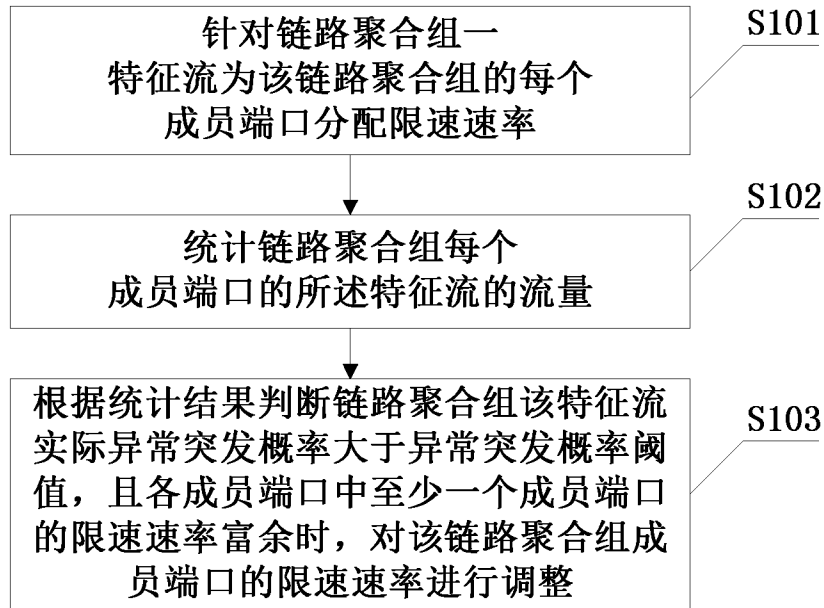 针对链路聚合组一
特征流为该链路聚合组的每个
成员端口分配限速速率
S101
统计链路聚合组每个
成员端口的所述特征流的流量
S102
根据统计结果判断链路聚合组该特征流
实际异常突发概率大于异常突发概率阈
值，且各成员端口中至少一个成员端口
的限速速率富余时，对该链路聚合组成
员端口的限速速率进行调整
S103